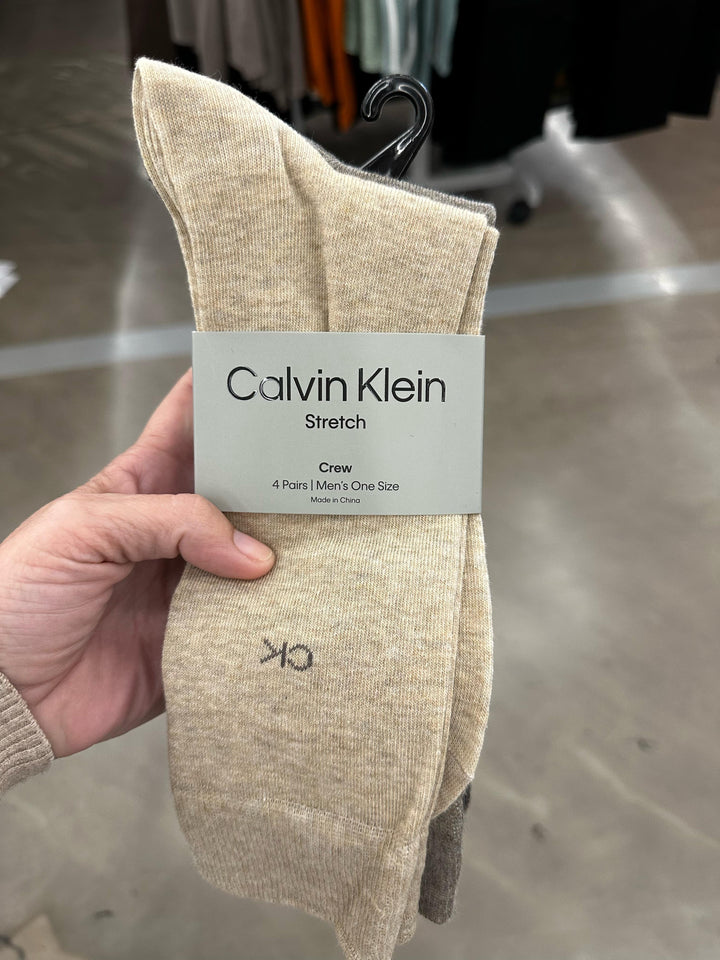 Calvin Klein
Stretch
Crew
4 Pairs | Men's One Size
Made in China
CK